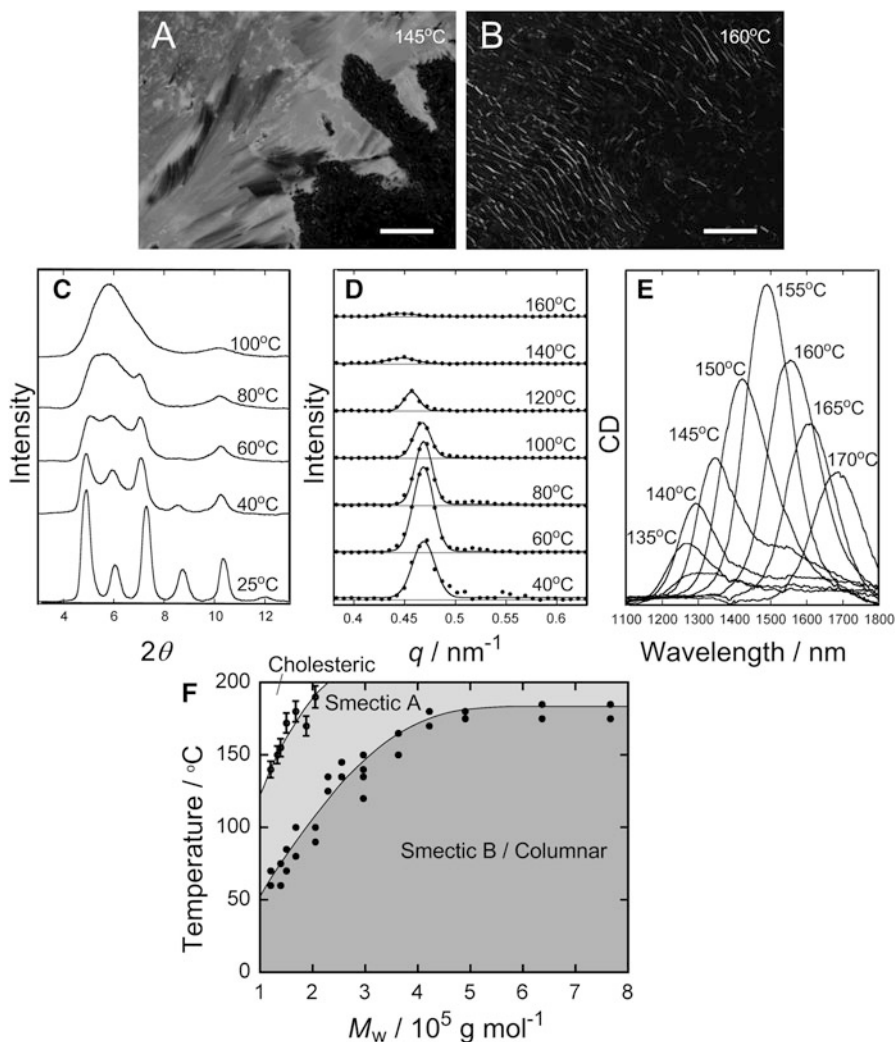 A
145°C
B
160°C
C
100°C
80°C
60°C
40°C
25°C
Intensity
4 6 8 10 12
2θ
D
160°C
140°C
120°C
100°C
80°C
60°C
40°C
Intensity
0.4 0.45 0.5 0.55 0.6
q / nm⁻¹
E
155°C
160°C
150°C
165°C
145°C
170°C
140°C
135°C
CD
1100 1200 1300 1400 1500 1600 1700 1800
Wavelength / nm
F
Cholesteric
Smectic A
Smectic B / Columnar
200
150
100
50
0
Temperature / °C
1 2 3 4 5 6 7 8
Mw / 10⁵ g mol⁻¹